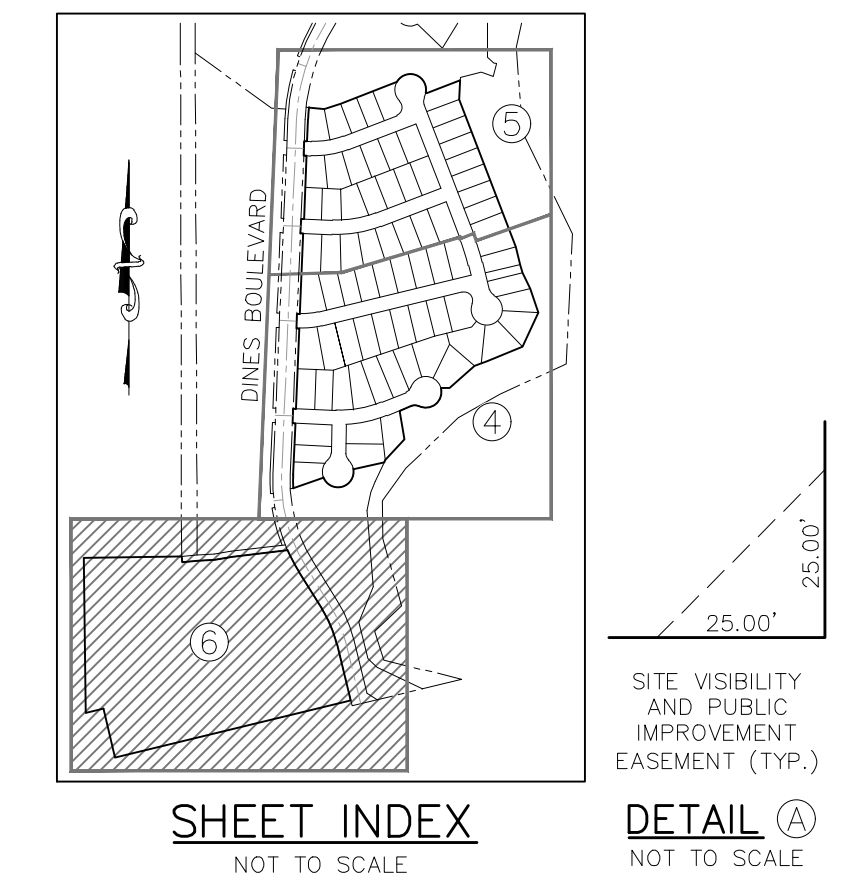 5
DINES BOULEVARD
4
6
SHEET INDEX
NOT TO SCALE
25.00'
25.00'
SITE VISIBILITY
AND PUBLIC
IMPROVEMENT
EASEMENT (TYP.)
DETAIL A
NOT TO SCALE